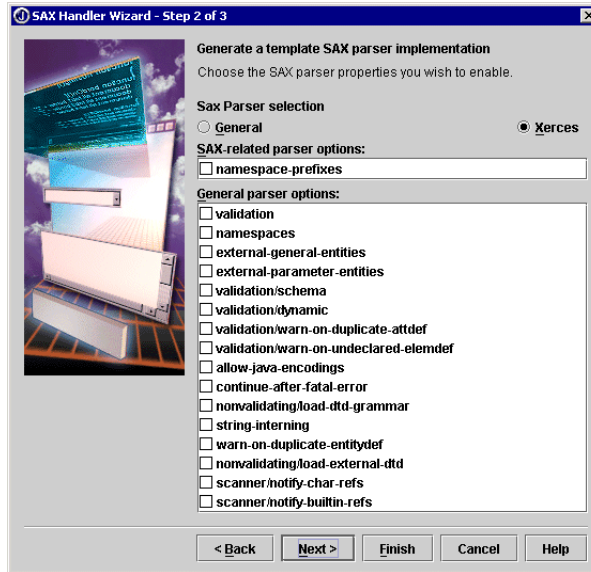 SAX Handler Wizard - Step 2 of 3
Generate a template SAX parser implementation
Choose the SAX parser properties you wish to enable.
Sax Parser selection
General
Xerces
SAX-related parser options:
namespace-prefixes
General parser options:
validation
namespaces
external-general-entities
external-parameter-entities
validation/schema
validation/dynamic
validation/warn-on-duplicate-attdef
validation/warn-on-undeclared-elemdef
allow-java-encodings
continue-after-fatal-error
nonvalidating/load-dtd-grammar
string-interning
warn-on-duplicate-entitydef
nonvalidating/load-external-dtd
scanner/notify-char-refs
scanner/notify-builtin-refs
< Back
Next >
Finish
Cancel
Help